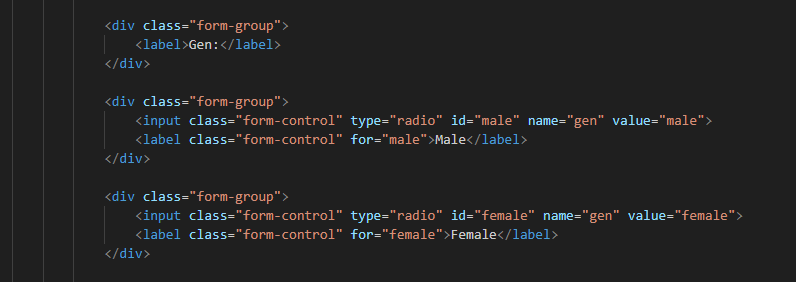 <div class="form-group">
<label>Gen:</label>
</div>
<div class="form-group">
<input class="form-control" type="radio" id="male" name="gen" value="male">
<label class="form-control" for="male">Male</label>
</div>
<div class="form-group">
<input class="form-control" type="radio" id="female" name="gen" value="female">
<label class="form-control" for="female">Female</label>
</div>